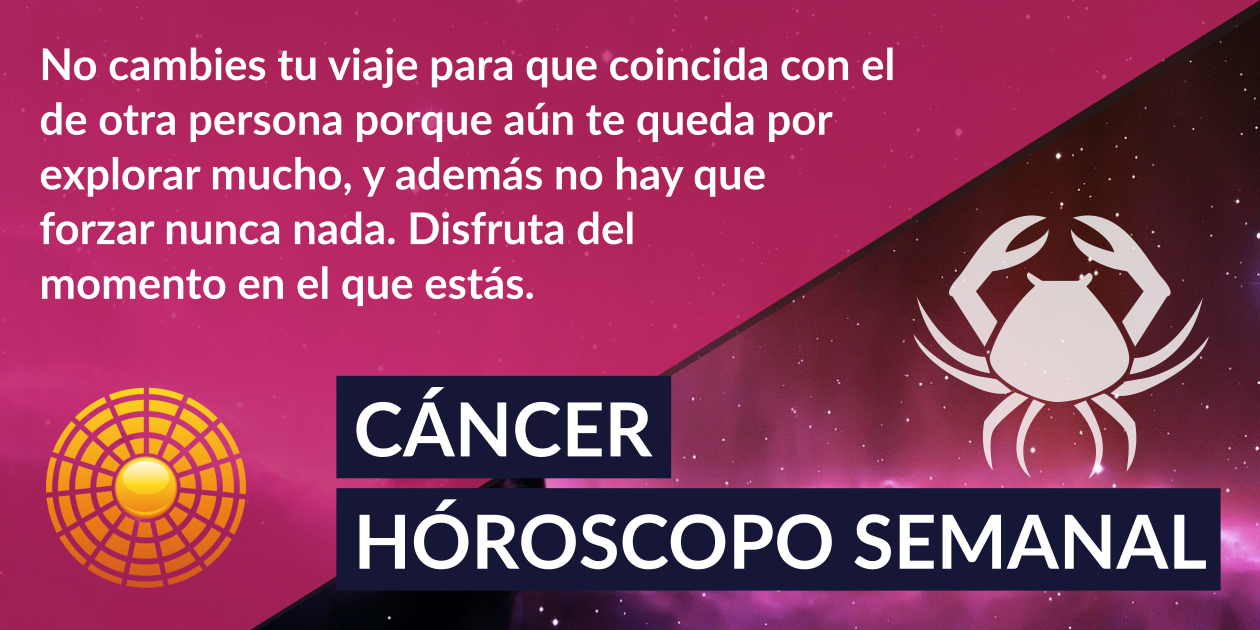 No cambies tu viaje para que coincida con el
de otra persona porque aún te queda por
explorar mucho, y además no hay que
forzar nunca nada. Disfruta del
momento en el que estás.
CÁNCER
HÓROSCOPO SEMANAL